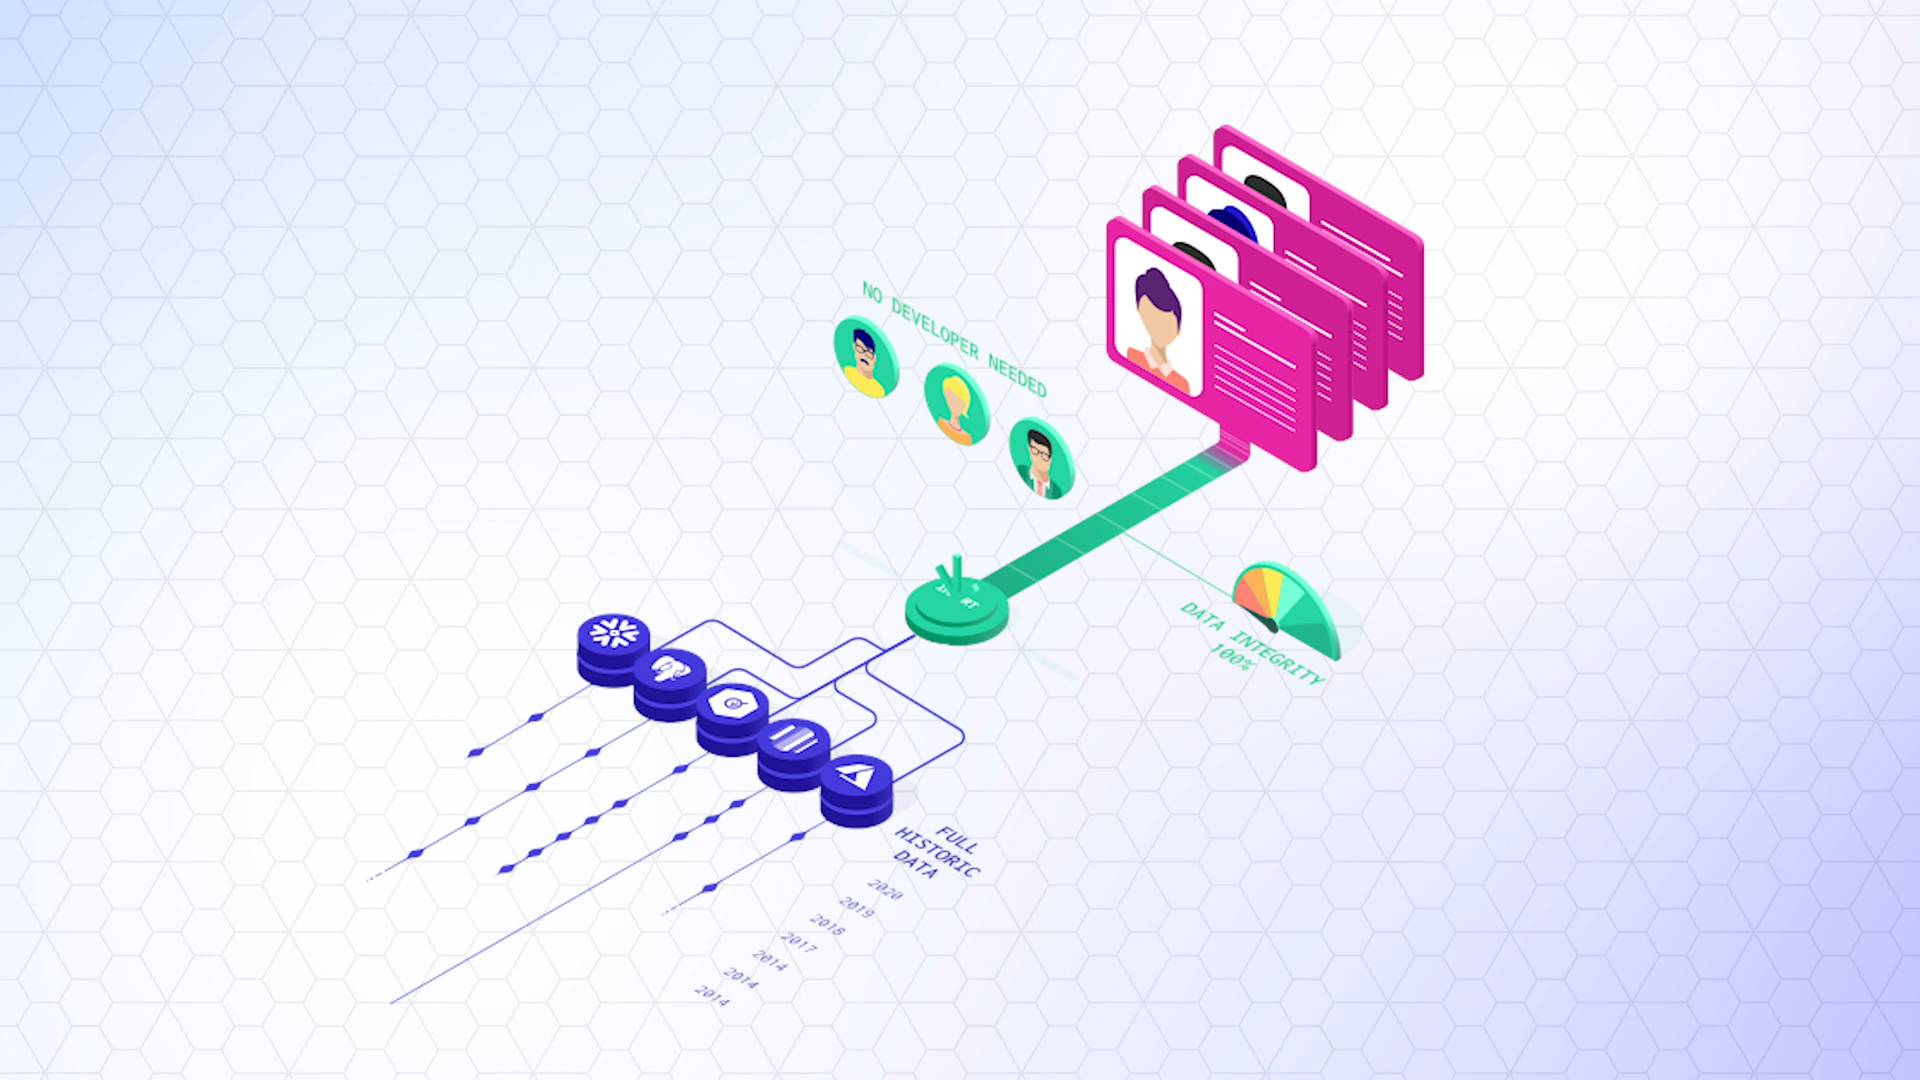 NO DEVELOPER NEEDED
DATA INTEGRITY
100%
FULL
HISTORIC
DATA
2020
2019
2018
2017
2014
2014
2014